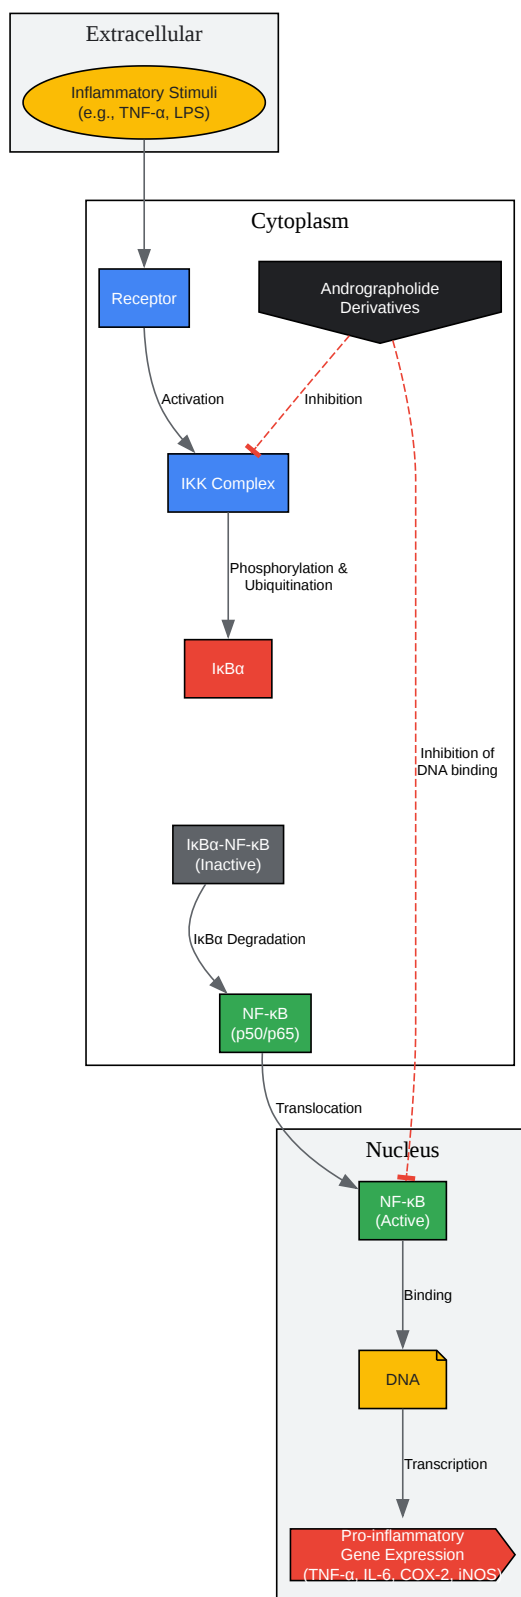 Extracellular
Inflammatory Stimuli
(e.g., TNF-α, LPS)
Cytoplasm
Receptor
Andrographolide
Derivatives
Activation
Inhibition
IKK Complex
Phosphorylation &
Ubiquitination
IκBα
Inhibition of
DNA binding
IκBα-NF-κB
(Inactive)
IκBα Degradation
NF-κB
(p50/p65)
Translocation
Nucleus
NF-κB
(Active)
Binding
DNA
Transcription
Pro-inflammatory
Gene Expression
(TNF-α, IL-6, COX-2, iNOS)